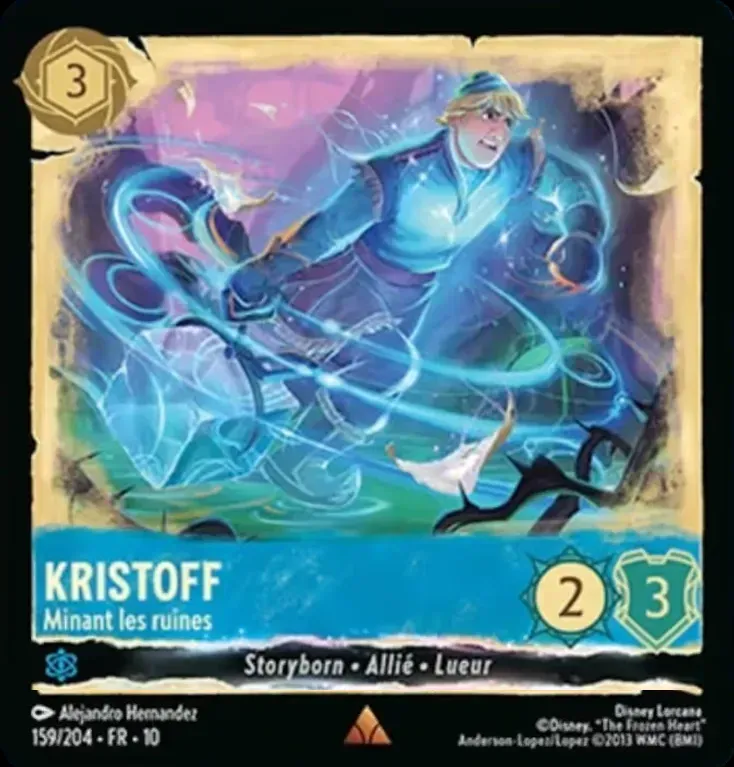 3
KRISTOFF
Minant les ruines
2
3
Storyborn • Allié • Lueur
Alejandro Hernandez
159/204 • FR • 10
Disney Lorcana
©Disney, "The Frozen Heart"
Anderson-Lopez/Lopez ©2013 WMC (BMI)